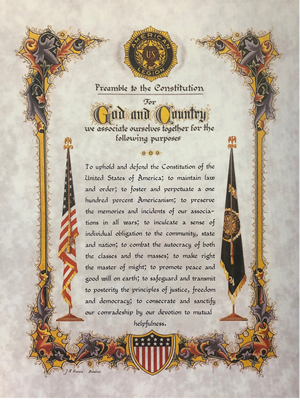 AMERICAN
U.S.
LEGION
Preamble to the Constitution
For
God and Country
we associate ourselves together for the
following purposes
To uphold and defend the Constitution of the
United States of America; to maintain law
and order; to foster and perpetuate a one
hundred percent Americanism; to preserve
the memories and incidents of our associa-
tions in all wars; to inculcate a sense of
individual obligation to the community, state
and nation; to combat the autocracy of both
the classes and the masses; to make right
the master of might; to promote peace and
good will on earth; to safeguard and transmit
to posterity the principles of justice, freedom
and democracy; to consecrate and sanctify
our comradeship by our devotion to mutual
helpfulness.